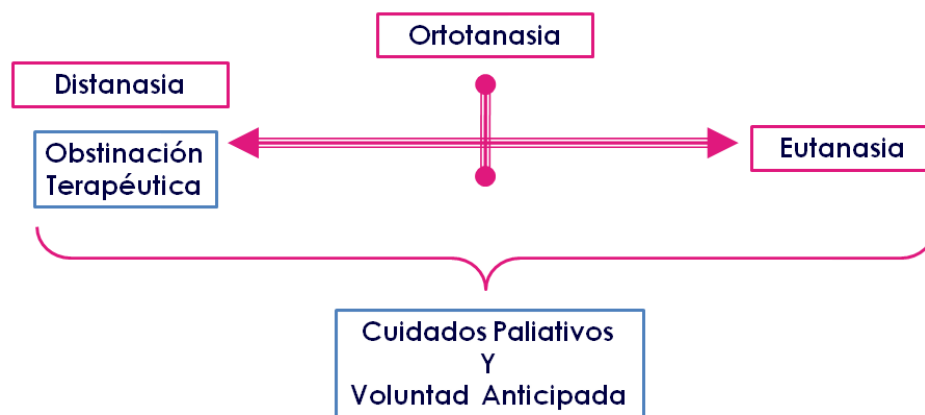 Ortotanasia
Distanasia
Obstinación
Terapéutica
Eutanasia
Cuidados Paliativos
Y
Voluntad Anticipada